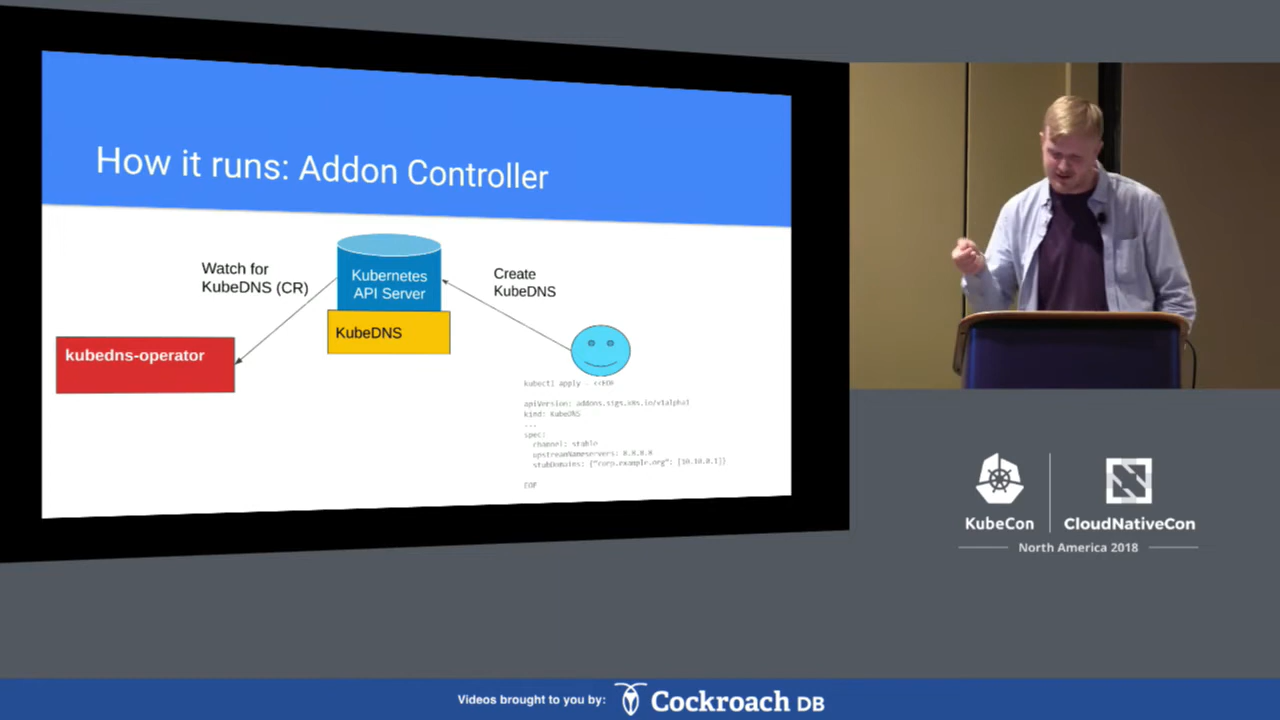 How it runs: Addon Controller
Watch for
KubeDNS (CR)
Kubernetes
API Server
KubeDNS
Create
KubeDNS
kubedns-operator
kubectl apply - <<EOF
apiVersion: addons.sigs.k8s.io/v1alpha1
kind: KubeDNS
...
spec:
channel: stable
upstreamNameservers: 8.8.8.8
stubDomains: {"corp.example.org": [10.10.0.1]}
EOF
KubeCon
CloudNativeCon
North America 2018
Videos brought to you by:
Cockroach DB